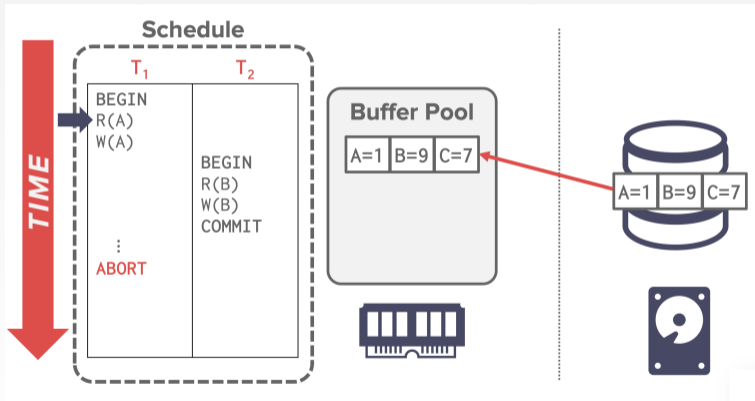 Schedule
TIME
T1
T2
BEGIN
R(A)
W(A)
BEGIN
R(B)
W(B)
COMMIT
⋮
ABORT
Buffer Pool
A=1 B=9 C=7
A=1 B=9 C=7